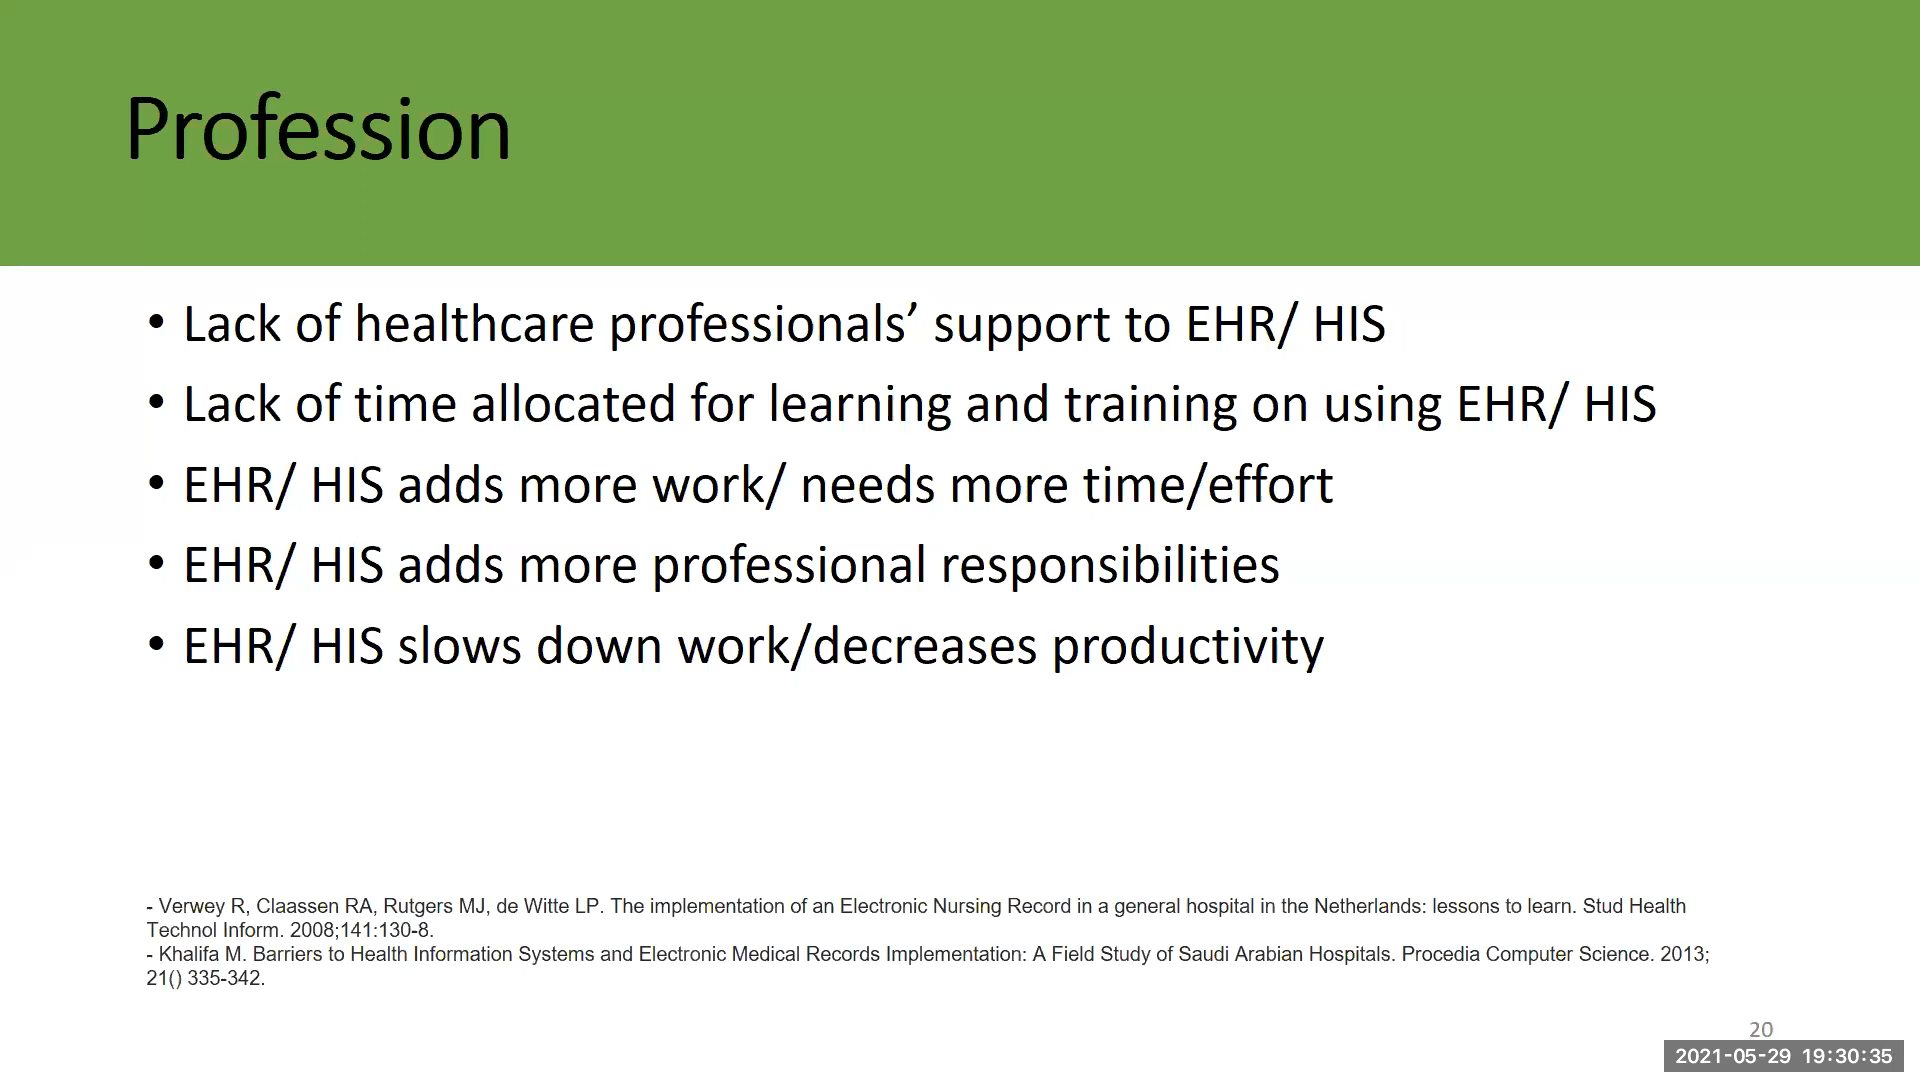 Profession
• Lack of healthcare professionals’ support to EHR/ HIS
• Lack of time allocated for learning and training on using EHR/ HIS
• EHR/ HIS adds more work/ needs more time/effort
• EHR/ HIS adds more professional responsibilities
• EHR/ HIS slows down work/decreases productivity
- Verwey R, Claassen RA, Rutgers MJ, de Witte LP. The implementation of an Electronic Nursing Record in a general hospital in the Netherlands: lessons to learn. Stud Health
Technol Inform. 2008;141:130-8.
- Khalifa M. Barriers to Health Information Systems and Electronic Medical Records Implementation: A Field Study of Saudi Arabian Hospitals. Procedia Computer Science. 2013;
21() 335-342.
20
2021-05-29 19:30:35